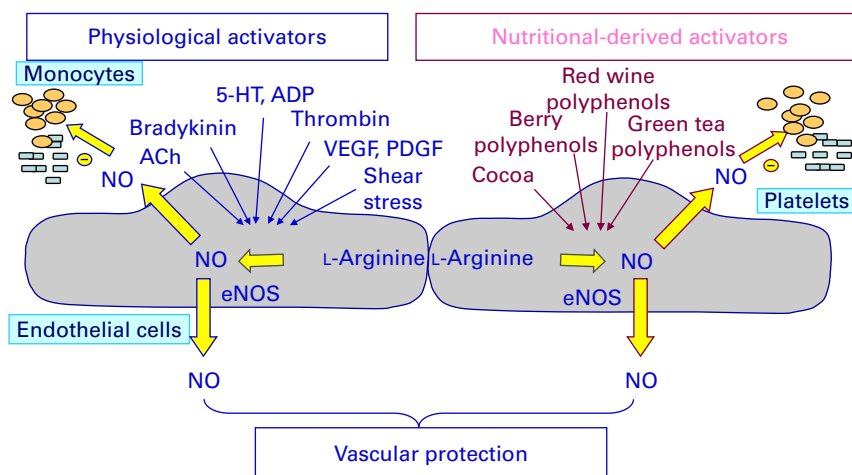 Physiological activators
Nutritional-derived activators
Monocytes
5-HT, ADP
Bradykinin
Thrombin
ACh
VEGF, PDGF
Shear
stress
Red wine
polyphenols
Berry
polyphenols
Green tea
polyphenols
Cocoa
−
NO
−
NO
Platelets
NO
L-Arginine
L-Arginine
NO
eNOS
eNOS
Endothelial cells
NO
NO
Vascular protection